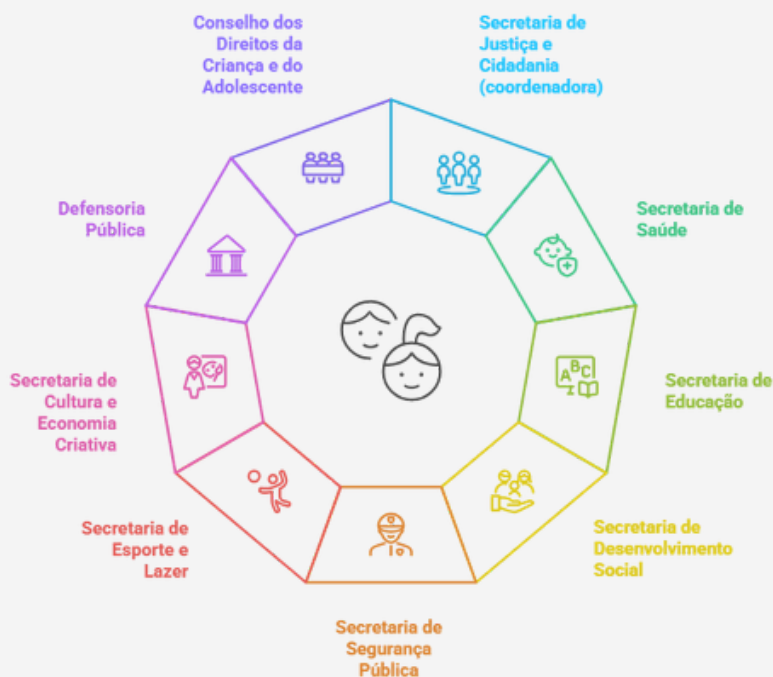 Conselho dos
Direitos da
Criança e do
Adolescente
Secretaria de
Justiça e
Cidadania
(coordenadora)
Defensoria
Pública
Secretaria de
Saúde
ABC
Secretaria de
Cultura e
Economia
Criativa
Secretaria de
Educação
Secretaria de
Esporte e
Lazer
Secretaria de
Desenvolvimento
Social
Secretaria de
Segurança
Pública